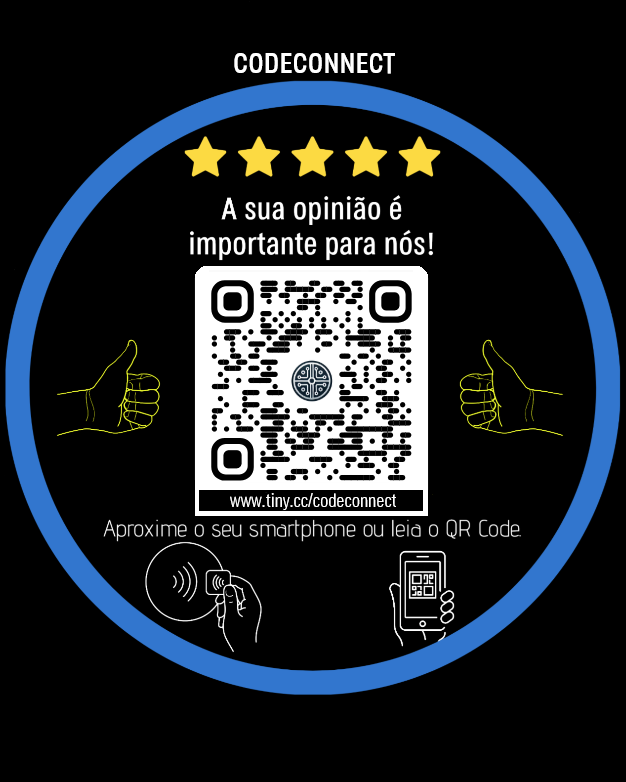 CODECONNECT
A sua opinião é
importante para nós!
www.tiny.cc/codeconnect
Aproxime o seu smartphone ou leia o QR Code.